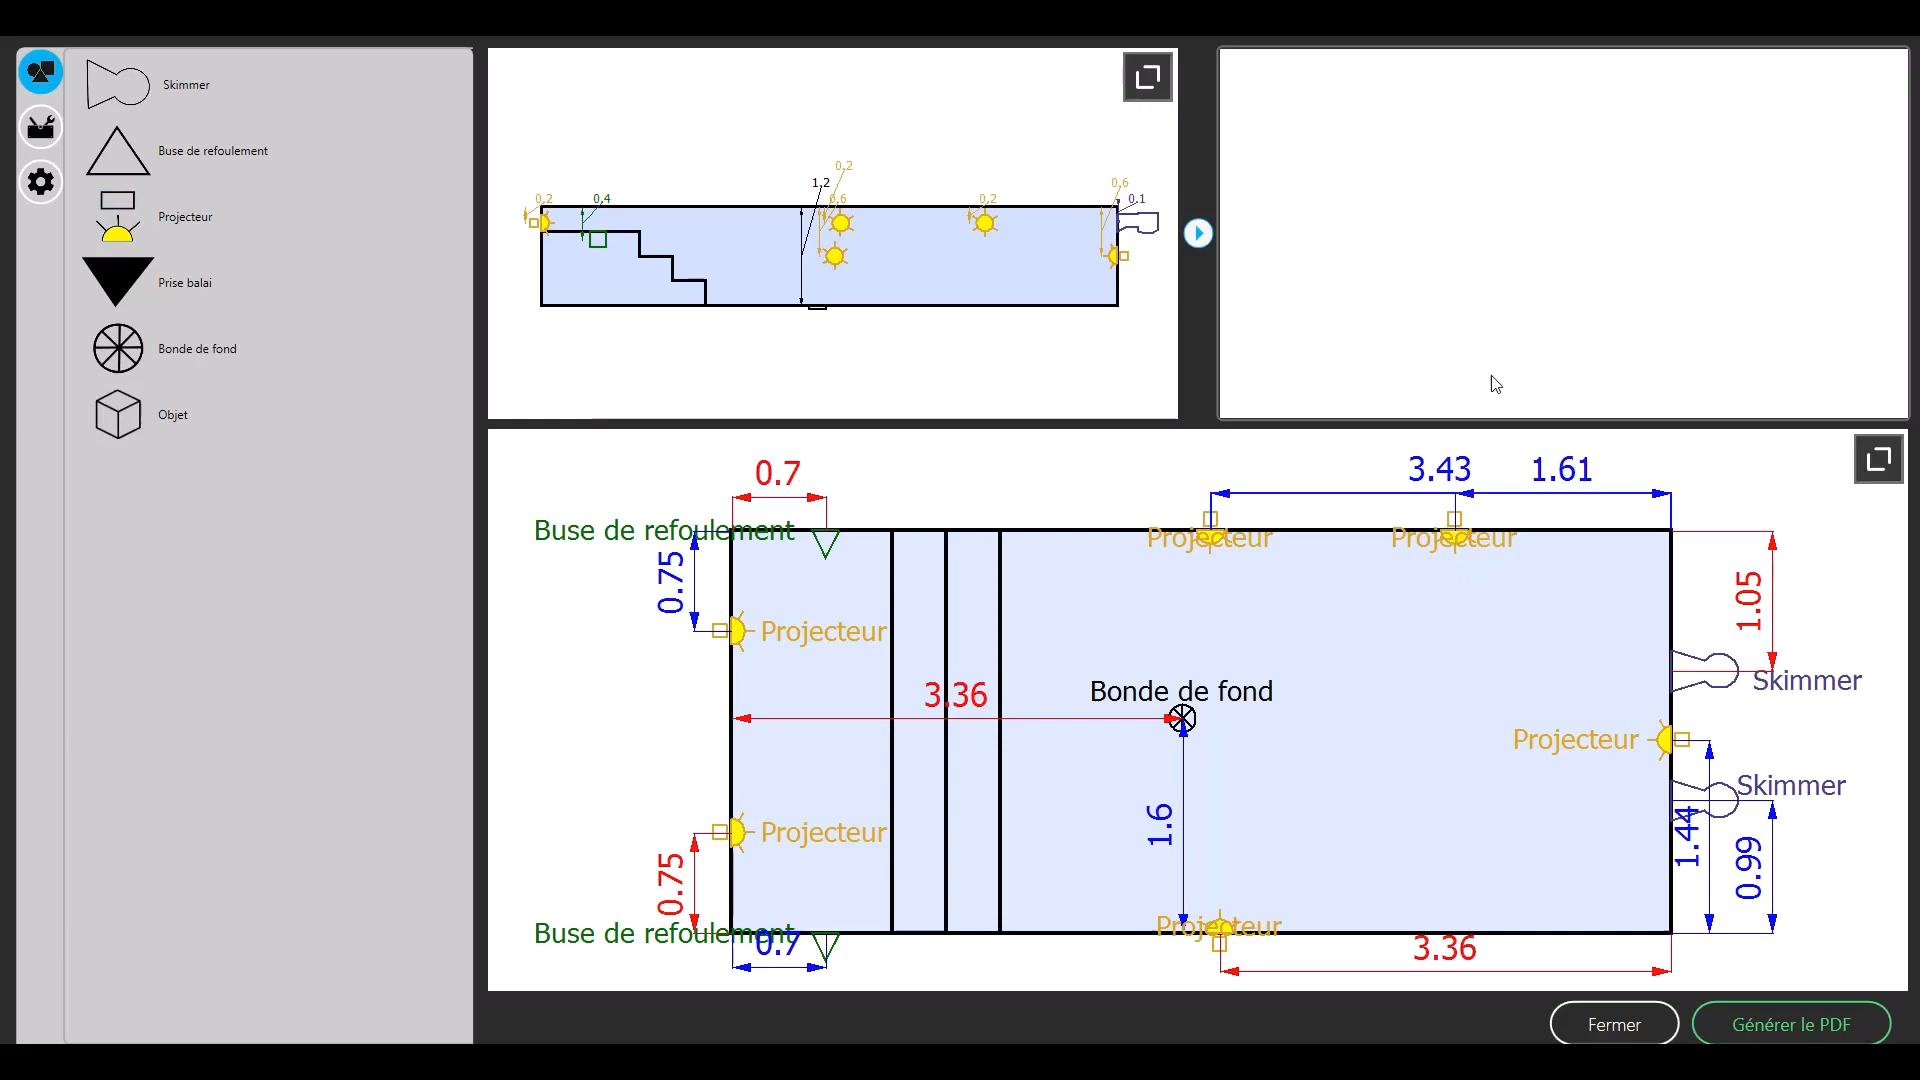 Skimmer
Buse de refoulement
Projecteur
Prise balai
Bonde de fond
Objet
0,2
1,2
0,2
0,4
0,6
0,2
0,6
0,1
0.7
3.43
1.61
Buse de refoulement
Projecteur
Projecteur
0.75
1.05
Projecteur
Skimmer
3.36
Bonde de fond
Projecteur
Skimmer
1.6
Projecteur
1.44
0.99
0.75
Buse de refoulement
0.7
Projecteur
3.36
Fermer
Générer le PDF